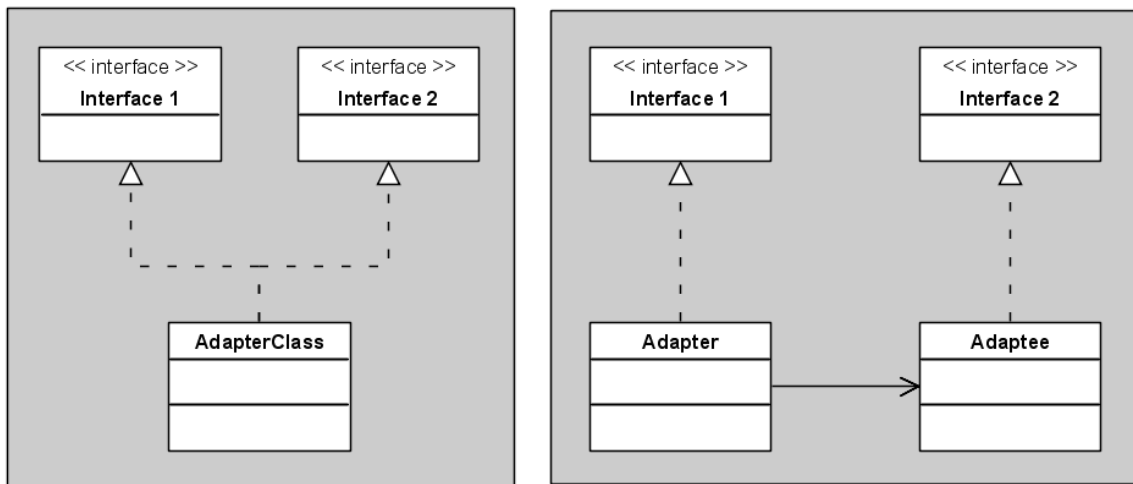 << interface >>
Interface 1
<< interface >>
Interface 2
AdapterClass
<< interface >>
Interface 1
<< interface >>
Interface 2
Adapter
Adaptee